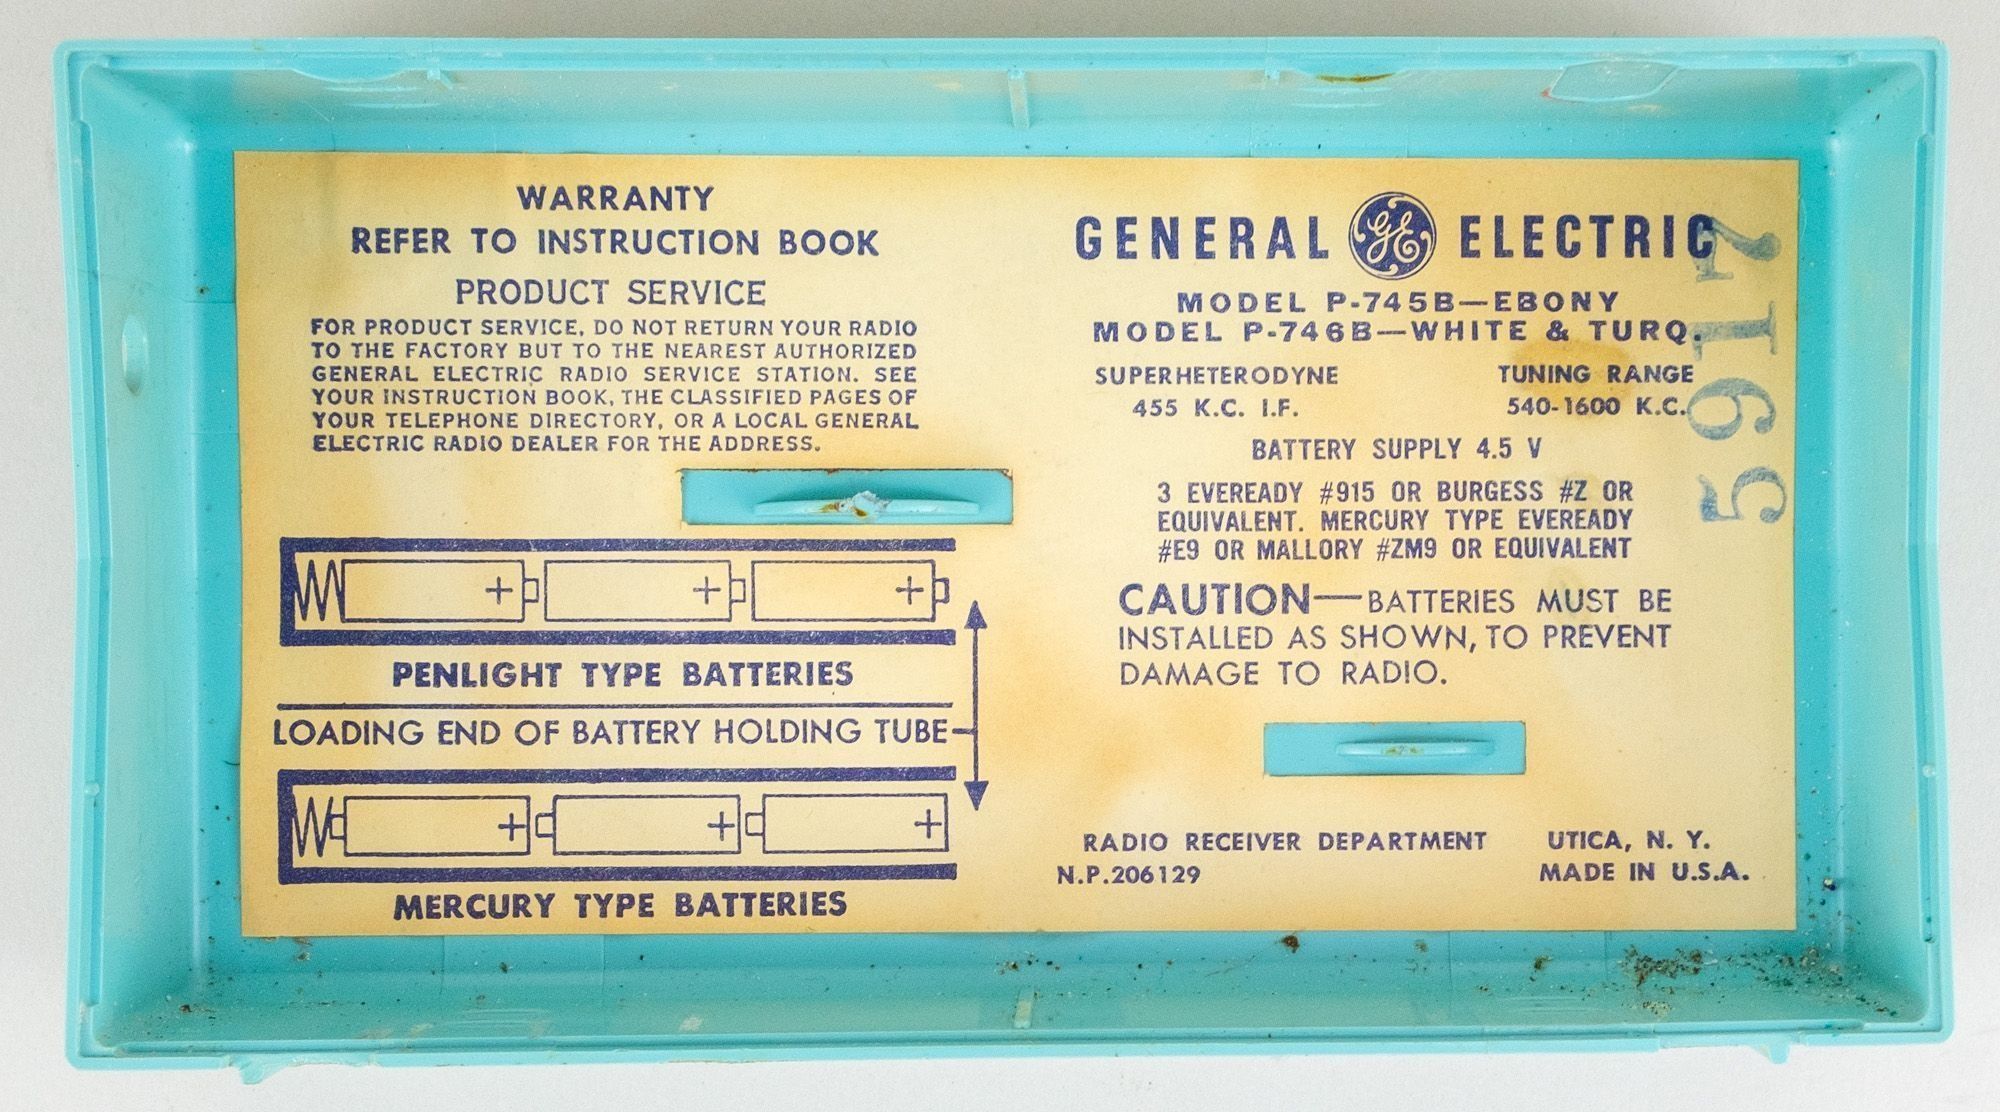 WARRANTY
REFER TO INSTRUCTION BOOK
PRODUCT SERVICE
FOR PRODUCT SERVICE, DO NOT RETURN YOUR RADIO
TO THE FACTORY BUT TO THE NEAREST AUTHORIZED
GENERAL ELECTRIC RADIO SERVICE STATION. SEE
YOUR INSTRUCTION BOOK, THE CLASSIFIED PAGES OF
YOUR TELEPHONE DIRECTORY, OR A LOCAL GENERAL
ELECTRIC RADIO DEALER FOR THE ADDRESS.
+ + +
PENLIGHT TYPE BATTERIES
LOADING END OF BATTERY HOLDING TUBE
+ + +
MERCURY TYPE BATTERIES
GENERAL GE ELECTRIC
MODEL P-745B—EBONY
MODEL P-746B—WHITE & TURQ.
SUPERHETERODYNE TUNING RANGE
455 K.C. I.F. 540-1600 K.C.
BATTERY SUPPLY 4.5 V
3 EVEREADY #915 OR BURGESS #Z OR
EQUIVALENT. MERCURY TYPE EVEREADY
#E9 OR MALLORY #ZM9 OR EQUIVALENT
CAUTION—BATTERIES MUST BE
INSTALLED AS SHOWN, TO PREVENT
DAMAGE TO RADIO.
RADIO RECEIVER DEPARTMENT UTICA, N. Y.
N.P.206129 MADE IN U.S.A.
5917